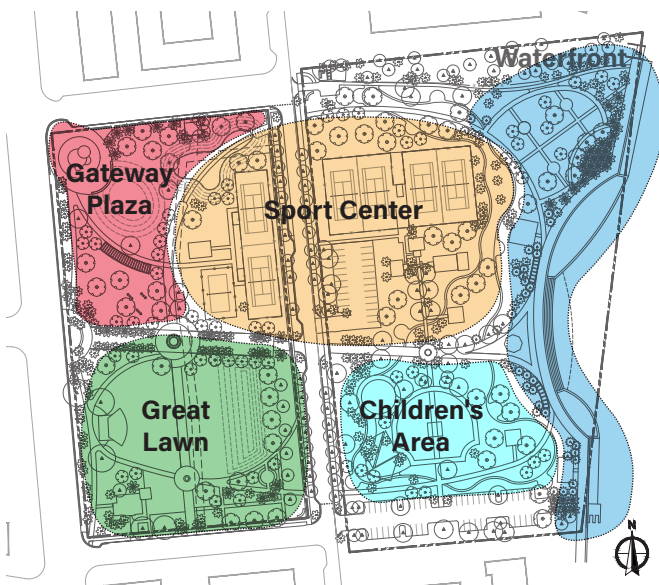 Waterfront
Gateway
Plaza
Sport Center
Great
Lawn
Children's
Area
N